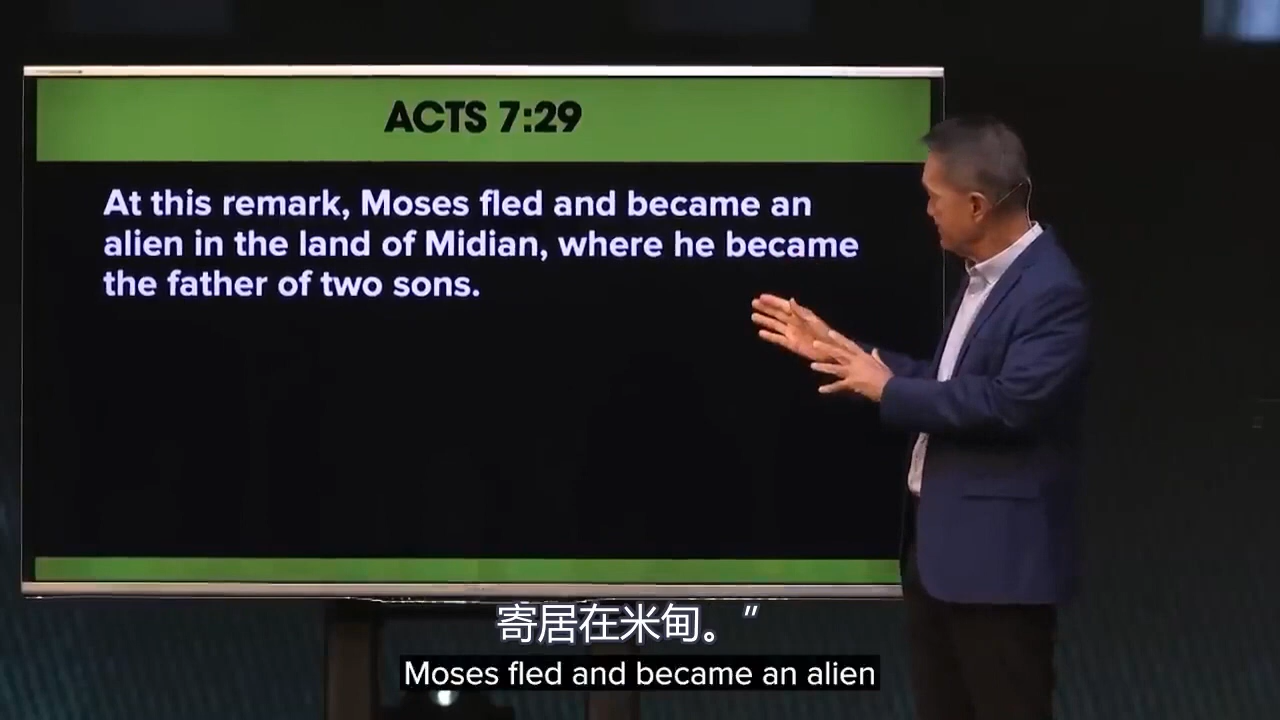 ACTS 7:29
At this remark, Moses fled and became an
alien in the land of Midian, where he became
the father of two sons.
寄居在米甸。”
Moses fled and became an alien